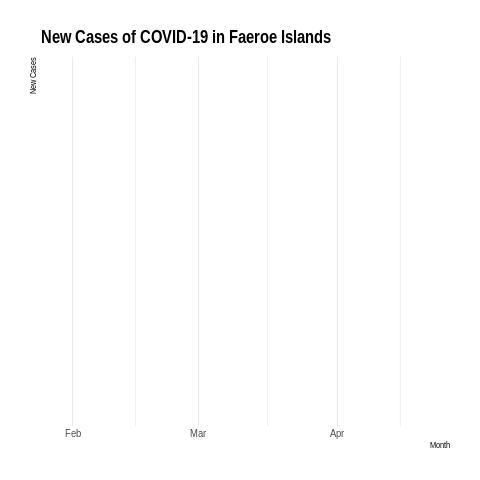 New Cases of COVID-19 in Faeroe Islands
New Cases
Feb Mar Apr
Month